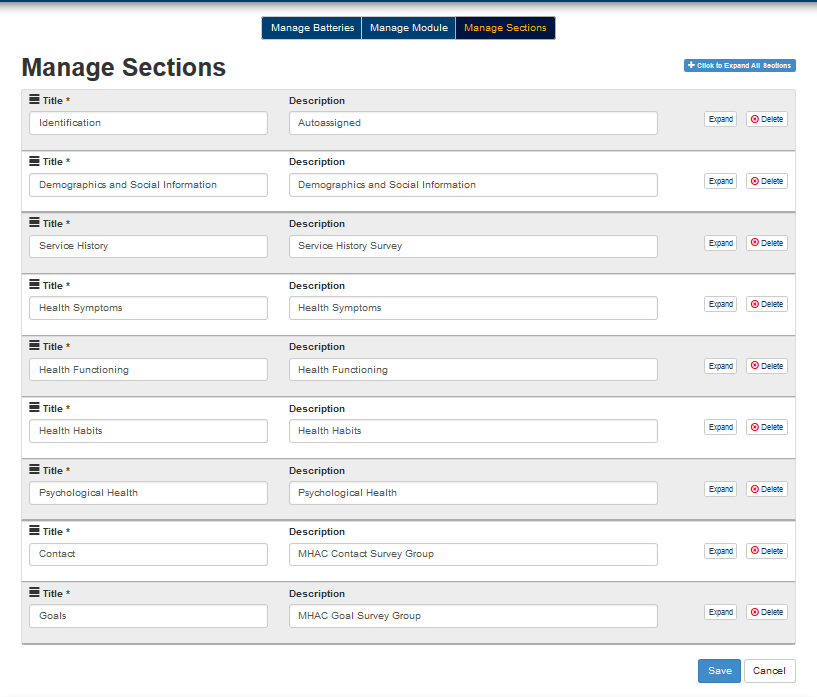 Manage Batteries Manage Module Manage Sections
Manage Sections
Click to Expand All Sections
Title * Description
Identification Autoassigned Expand Delete
Title * Description
Demographics and Social Information Demographics and Social Information Expand Delete
Title * Description
Service History Service History Survey Expand Delete
Title * Description
Health Symptoms Health Symptoms Expand Delete
Title * Description
Health Functioning Health Functioning Expand Delete
Title * Description
Health Habits Health Habits Expand Delete
Title * Description
Psychological Health Psychological Health Expand Delete
Title * Description
Contact MHAC Contact Survey Group Expand Delete
Title * Description
Goals MHAC Goal Survey Group Expand Delete
Save Cancel